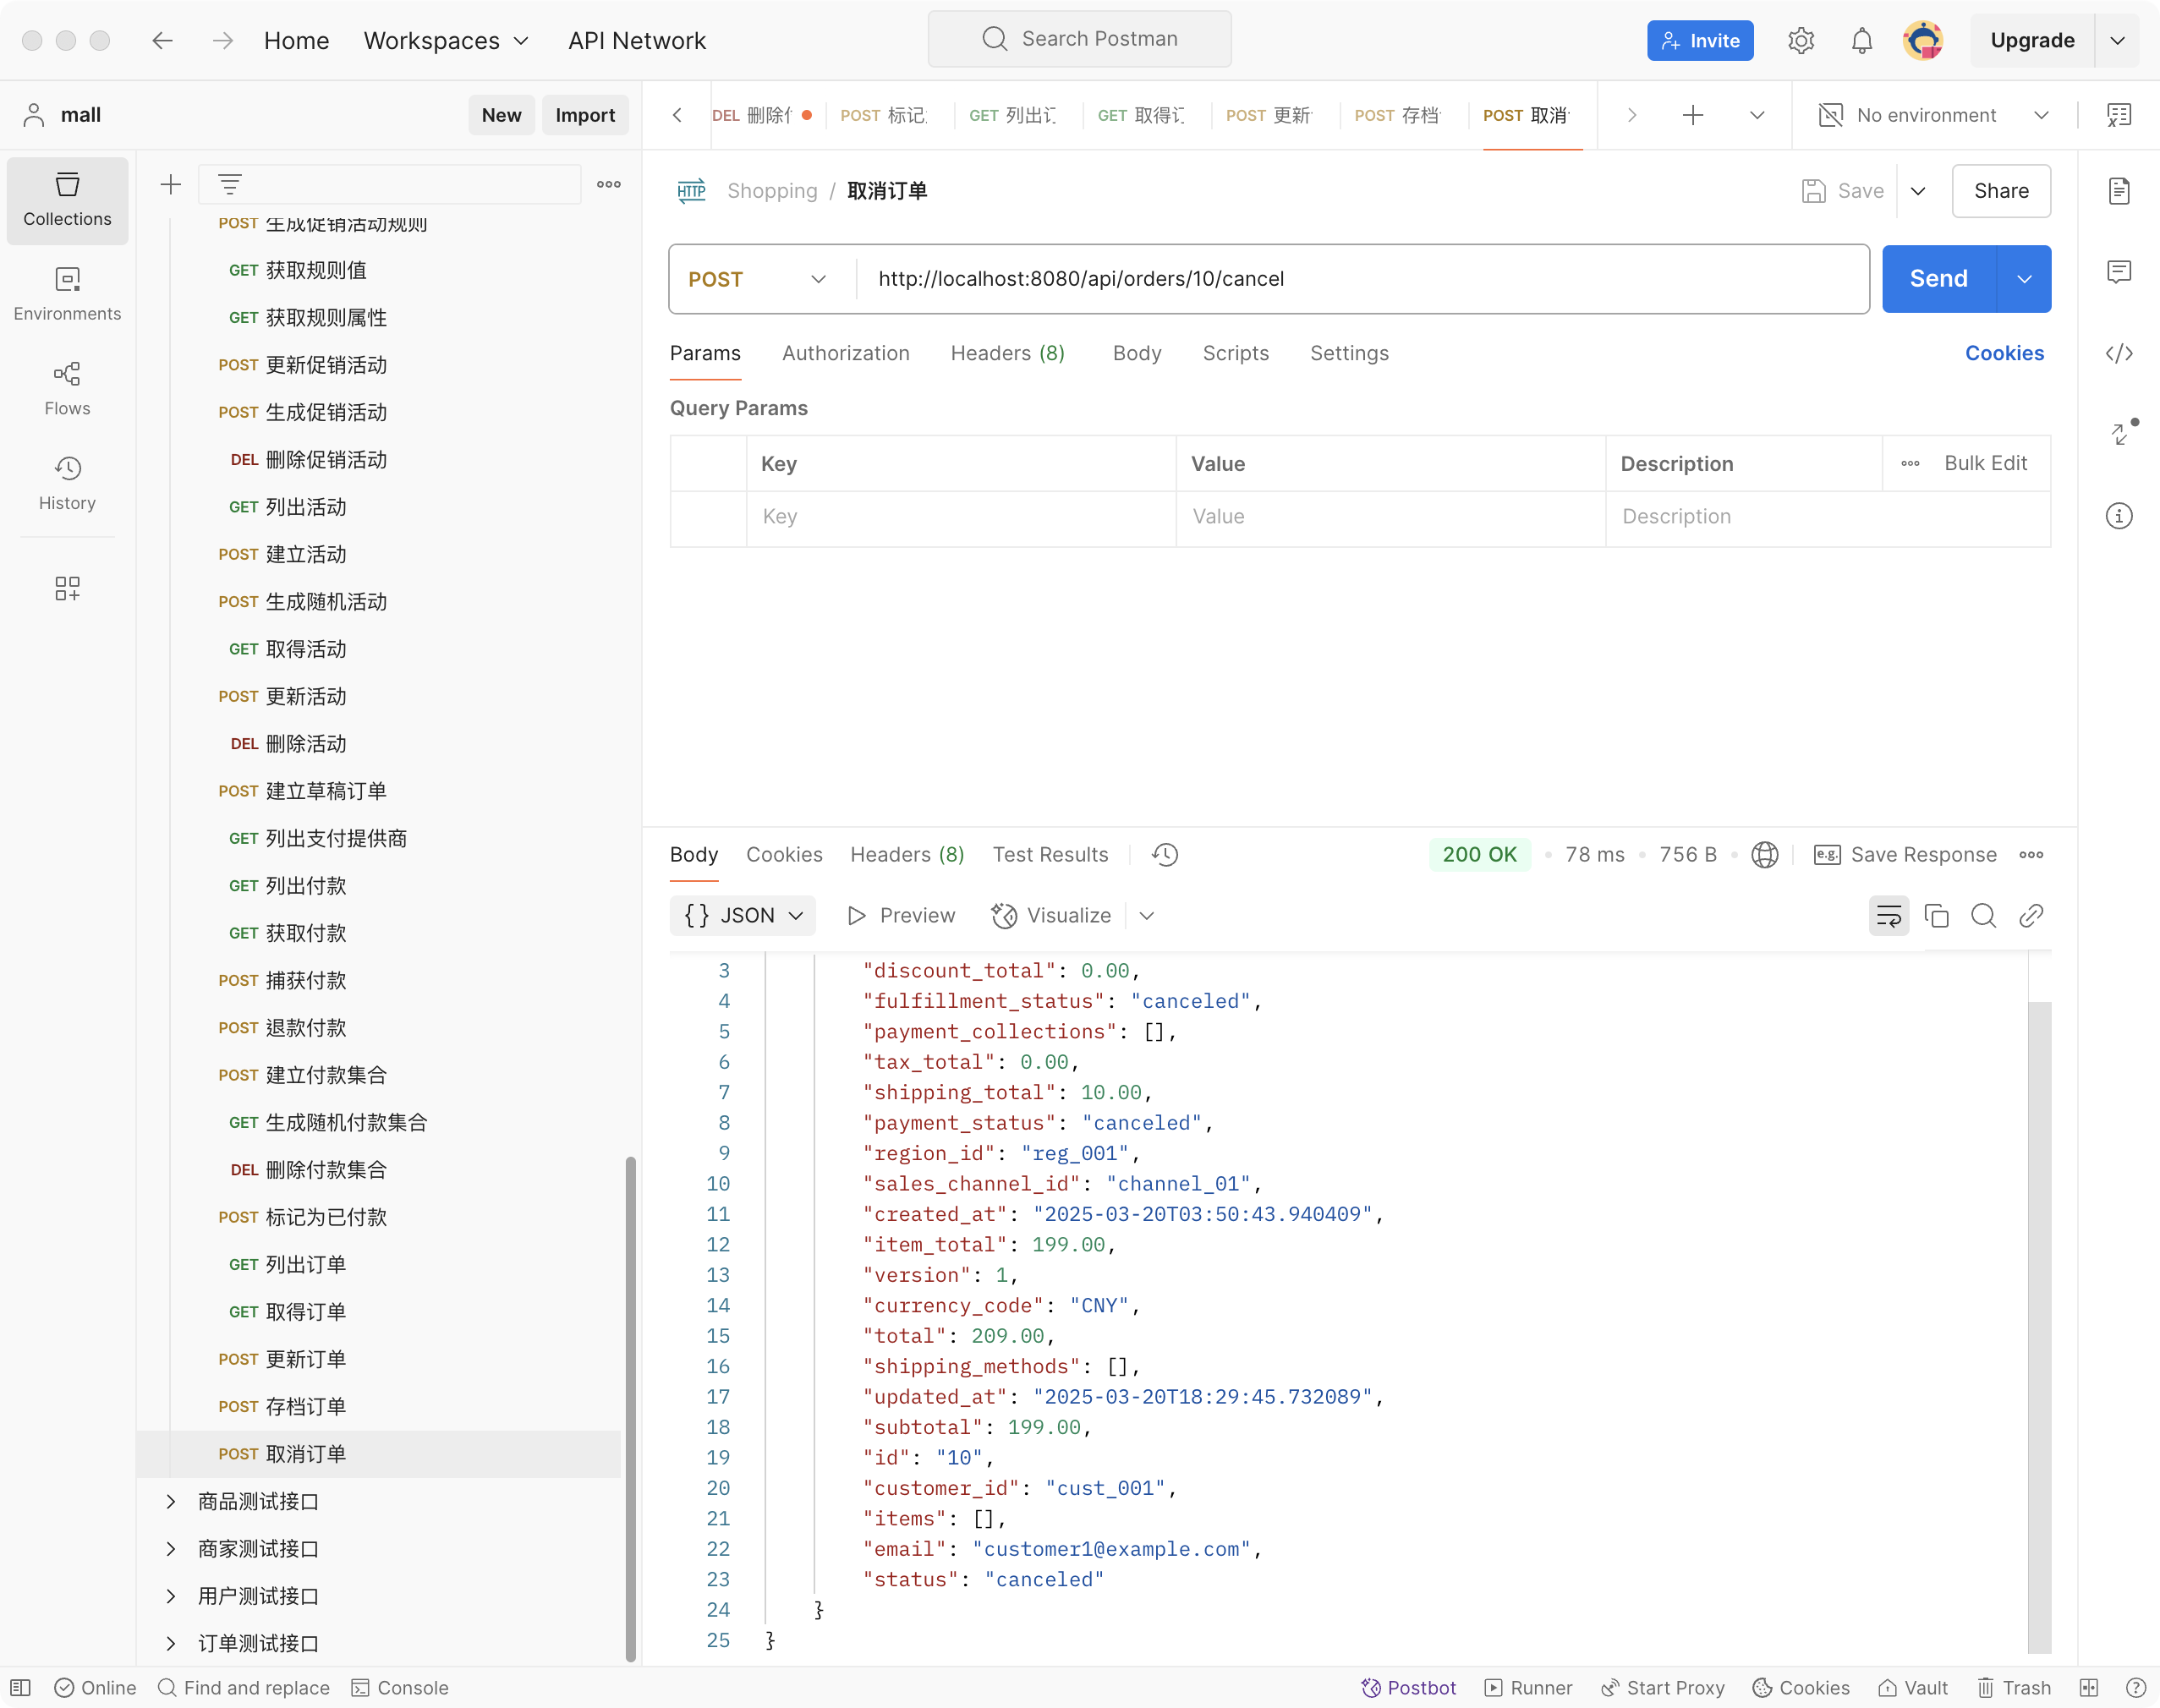 Home
Workspaces
API Network
Search Postman
Invite
Upgrade
mall
New
Import
DEL 删除
POST 标记
GET 列出
GET 取得
POST 更新
POST 存档
POST 取消
No environment
Collections
Environments
Flows
History
POST 生成促销活动规则
GET 获取规则值
GET 获取规则属性
POST 更新促销活动
POST 生成促销活动
DEL 删除促销活动
GET 列出活动
POST 建立活动
POST 生成随机活动
GET 取得活动
POST 更新活动
DEL 删除活动
POST 建立草稿订单
GET 列出支付提供商
GET 列出付款
GET 获取付款
POST 捕获付款
POST 退款付款
POST 建立付款集合
GET 生成随机付款集合
DEL 删除付款集合
POST 标记为已付款
GET 列出订单
GET 取得订单
POST 更新订单
POST 存档订单
POST 取消订单
商品测试接口
商家测试接口
用户测试接口
订单测试接口
HTTP Shopping / 取消订单
Save
Share
POST http://localhost:8080/api/orders/10/cancel
Send
Params Authorization Headers (8) Body Scripts Settings Cookies
Query Params
Key Value Description Bulk Edit
Key Value Description
Body Cookies Headers (8) Test Results 200 OK 78 ms 756 B e.g. Save Response
{} JSON Preview Visualize
3 "discount_total": 0.00,
4 "fulfillment_status": "canceled",
5 "payment_collections": [],
6 "tax_total": 0.00,
7 "shipping_total": 10.00,
8 "payment_status": "canceled",
9 "region_id": "reg_001",
10 "sales_channel_id": "channel_01",
11 "created_at": "2025-03-20T03:50:43.940409",
12 "item_total": 199.00,
13 "version": 1,
14 "currency_code": "CNY",
15 "total": 209.00,
16 "shipping_methods": [],
17 "updated_at": "2025-03-20T18:29:45.732089",
18 "subtotal": 199.00,
19 "id": "10",
20 "customer_id": "cust_001",
21 "items": [],
22 "email": "customer1@example.com",
23 "status": "canceled"
24 }
25 }
Online Find and replace Console Postbot Runner Start Proxy Cookies Vault Trash